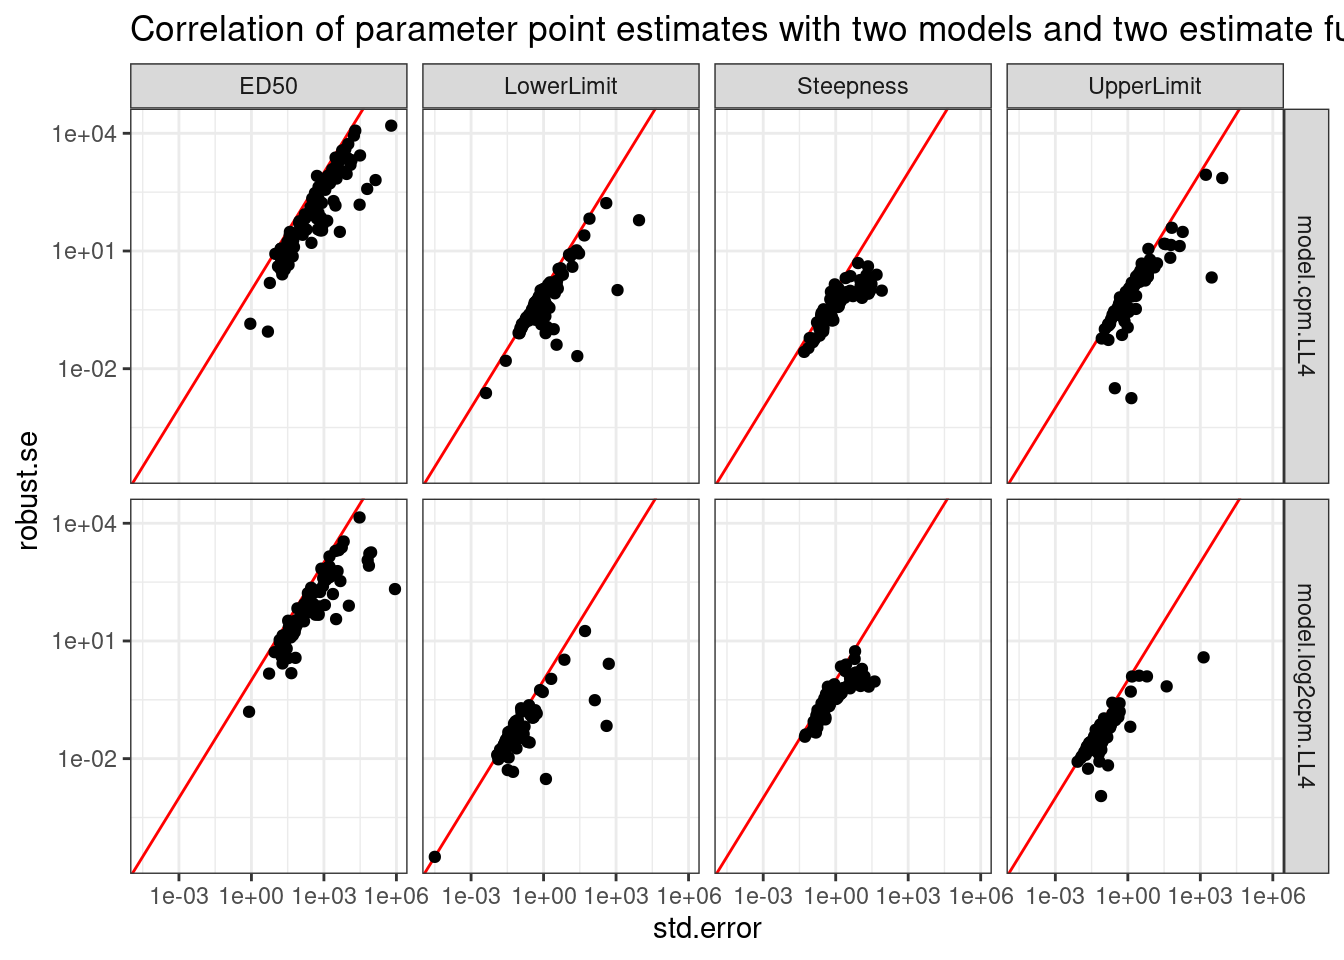 Correlation of parameter point estimates with two models and two estimate fu
ED50 LowerLimit Steepness UpperLimit
1e+04
1e+01
1e-02
model.cpm.LL4
robust.se
1e+04
1e+01
1e-02
model.log2cpm.LL4
1e-03 1e+00 1e+03 1e+06 1e-03 1e+00 1e+03 1e+06 1e-03 1e+00 1e+03 1e+06 1e-03 1e+00 1e+03 1e+06
std.error